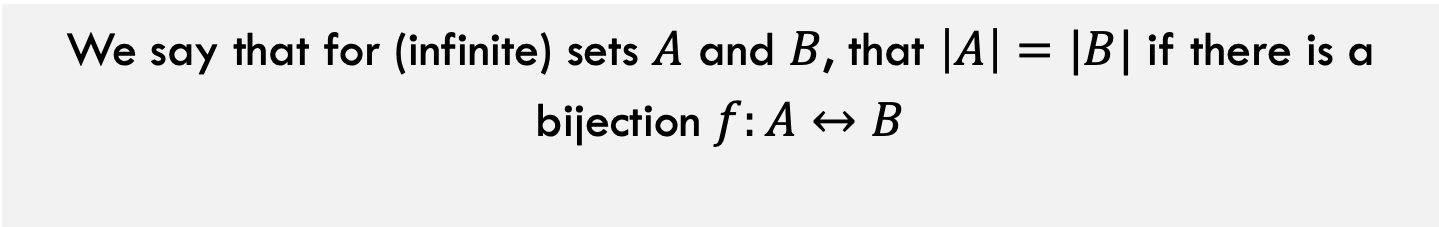 We say that for (infinite) sets 𝐴 and 𝐵, that |𝐴| = |𝐵| if there is a
bijection 𝑓: 𝐴 ↔ 𝐵